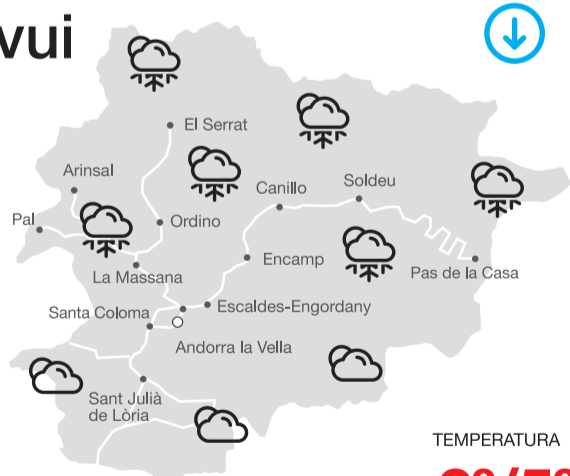 vui
El Serrat
Arinsal
Canillo
Soldeu
Pal
Ordino
Encamp
Pas de la Casa
La Massana
Santa Coloma
Escaldes-Engordany
Andorra la Vella
Sant Julià
de Lòria
TEMPERATURA